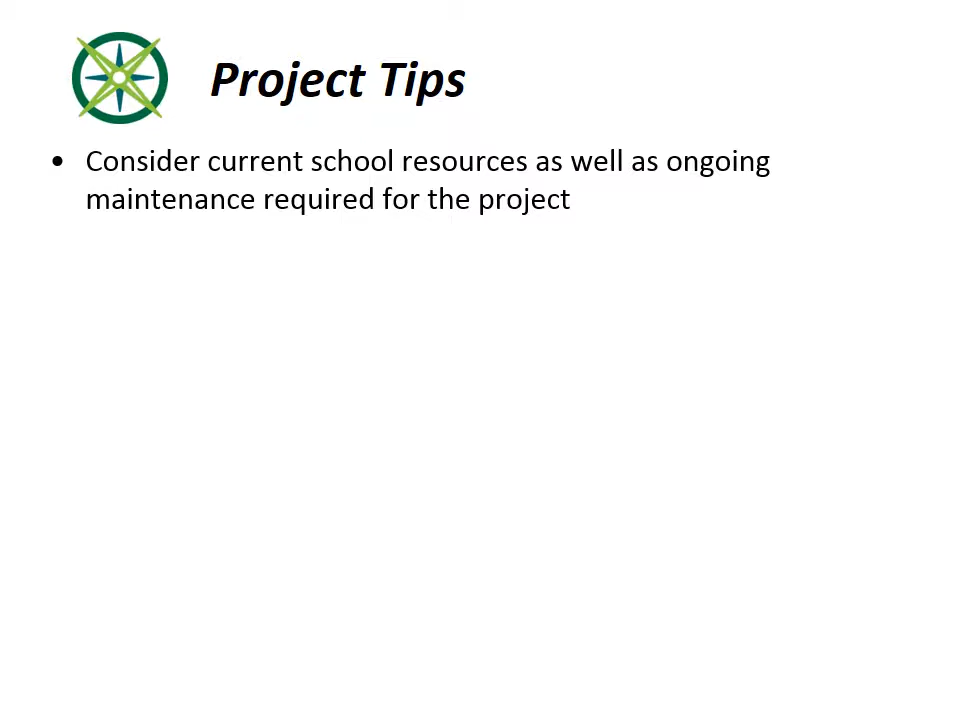 Project Tips
• Consider current school resources as well as ongoing
maintenance required for the project